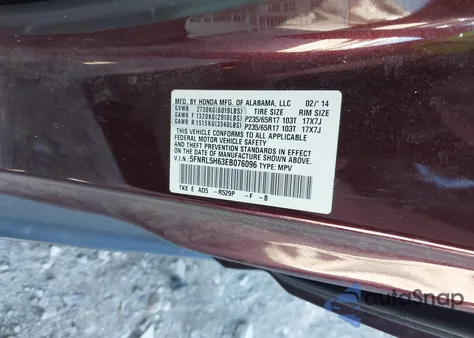 MFD. BY HONDA MFG. OF ALABAMA, LLC 02/'14
GVWR 2730KG(6019LBS) TIRE SIZE RIM SIZE
GAWR F 1320KG(2910LBS) P235/65R17 103T 17X7J
GAWR R 1515KG(3340LBS) P235/65R17 103T 17X7J
THIS VEHICLE CONFORMS TO ALL APPLICABLE
FEDERAL MOTOR VEHICLE SAFETY, BUMPER,
AND THEFT PREVENTION STANDARDS IN EFFECT
ON THE DATE OF MANUFACTURE SHOWN ABOVE.
V.I.N. 5FNRL5H63EB076096 TYPE: MPV
TK8 E AD5 -R529P -F -8
autoSnap